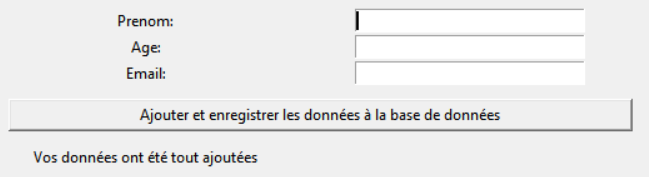 Prenom:
Age:
Email:
Ajouter et enregistrer les données à la base de données
Vos données ont été tout ajoutées